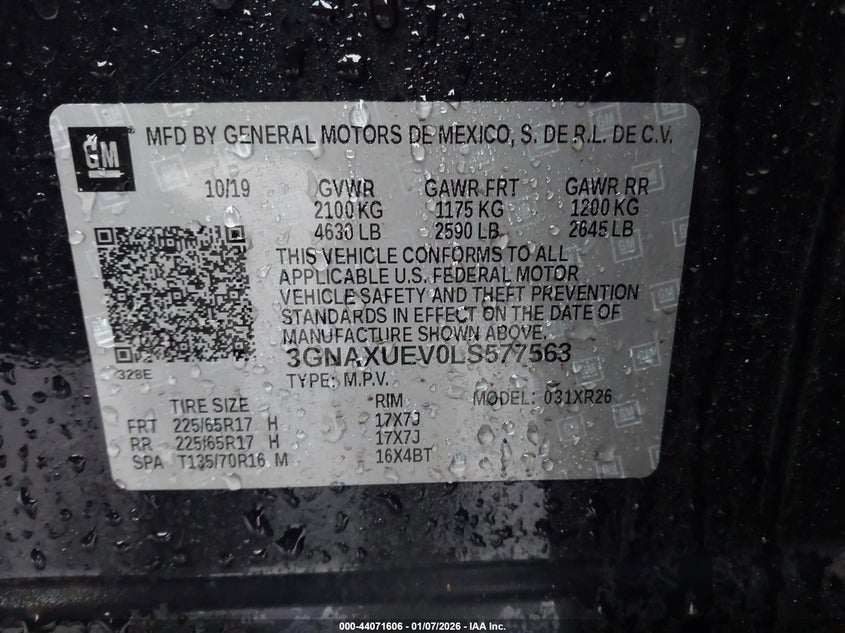 GM
MFD BY GENERAL MOTORS DE MEXICO, S. DE R.L. DE C.V.
10/19 GVWR GAWR FRT GAWR RR
2100 KG 1175 KG 1200 KG
4630 LB 2590 LB 2645 LB
THIS VEHICLE CONFORMS TO ALL
APPLICABLE U.S. FEDERAL MOTOR
VEHICLE SAFETY AND THEFT PREVENTION
STANDARDS IN EFFECT ON THE DATE OF
MANUFACTURE SHOWN ABOVE.
3GNAXUEV0LS577563
328E
TYPE: M.P.V. MODEL: 031XR26
TIRE SIZE RIM
FRT 225/65R17 H 17X7J
RR 225/65R17 H 17X7J
SPA T135/70R16 M 16X4BT
000-44071606 - 01/07/2026 - IAA Inc.